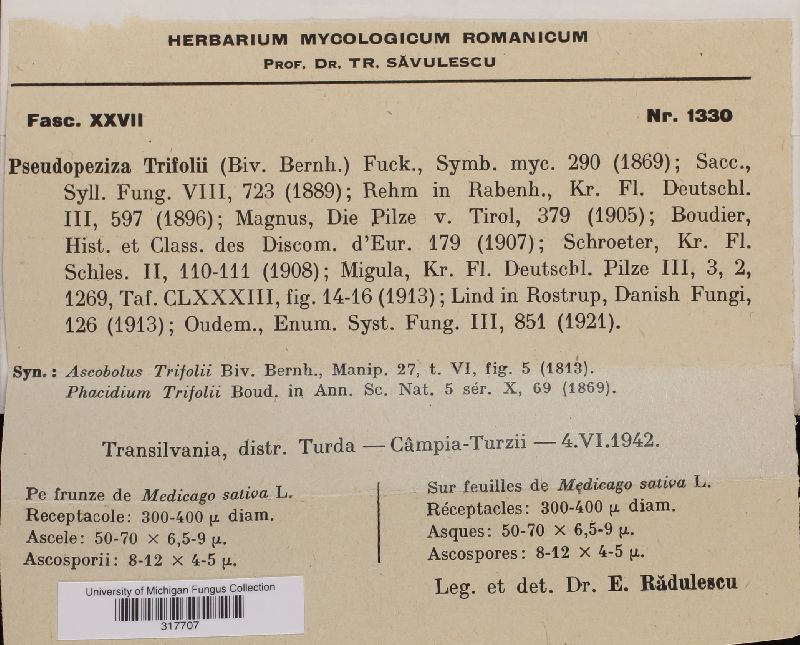 HERBARIUM MYCOLOGICUM ROMANICUM
PROF. DR. TR. SĂVULESCU
Fasc. XXVII
Nr. 1330
Pseudopeziza Trifolii (Biv. Bernh.) Fuck., Symb. myc. 290 (1869); Sacc.,
Syll. Fung. VIII, 723 (1889); Rehm in Rabenh., Kr. Fl. Deutschl.
III, 597 (1896); Magnus, Die Pilze v. Tirol, 379 (1905); Boudier,
Hist. et Class. des Discom. d'Eur. 179 (1907); Schroeter, Kr. Fl.
Schles. II, 110-111 (1908); Migula, Kr. Fl. Deutschl. Pilze III, 3, 2,
1269, Taf. CLXXXIII, fig. 14-16 (1913); Lind in Rostrup, Danish Fungi,
126 (1913); Oudem., Enum. Syst. Fung. III, 851 (1921).
Syn.: Ascobolus Trifolii Biv. Bernh., Manip. 27, t. VI, fig. 5 (1813).
Phacidium Trifolii Boud. in Ann. Sc. Nat. 5 sér. X, 69 (1869).
Transilvania, distr. Turda — Câmpia-Turzii — 4.VI.1942.
Pe frunze de Medicago sativa L.
Receptacole: 300-400 μ diam.
Ascele: 50-70 × 6,5-9 μ.
Ascosporii: 8-12 × 4-5 μ.
Sur feuilles de Medicago sativa L.
Réceptacles: 300-400 μ diam.
Asques: 50-70 × 6,5-9 μ.
Ascospores: 8-12 × 4-5 μ.
Leg. et det. Dr. E. Rădulescu
University of Michigan Fungus Collection
317707